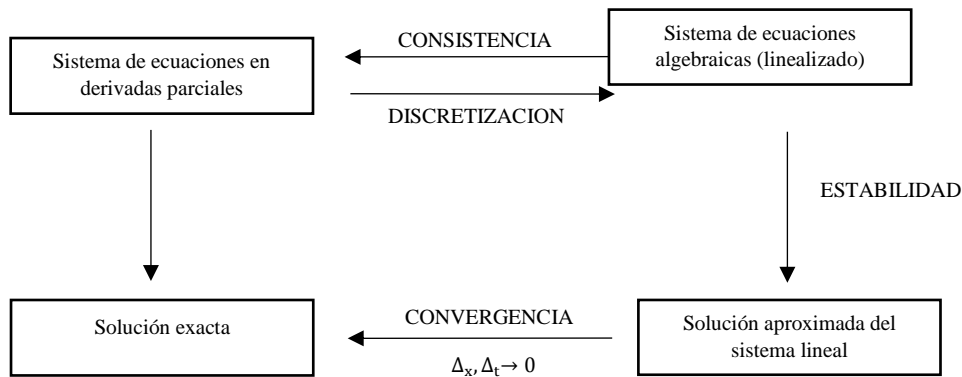 CONSISTENCIA
Sistema de ecuaciones
algebraicas (linealizado)
Sistema de ecuaciones en
derivadas parciales
DISCRETIZACION
ESTABILIDAD
Solución exacta
CONVERGENCIA
Δx, Δt→ 0
Solución aproximada del
sistema lineal